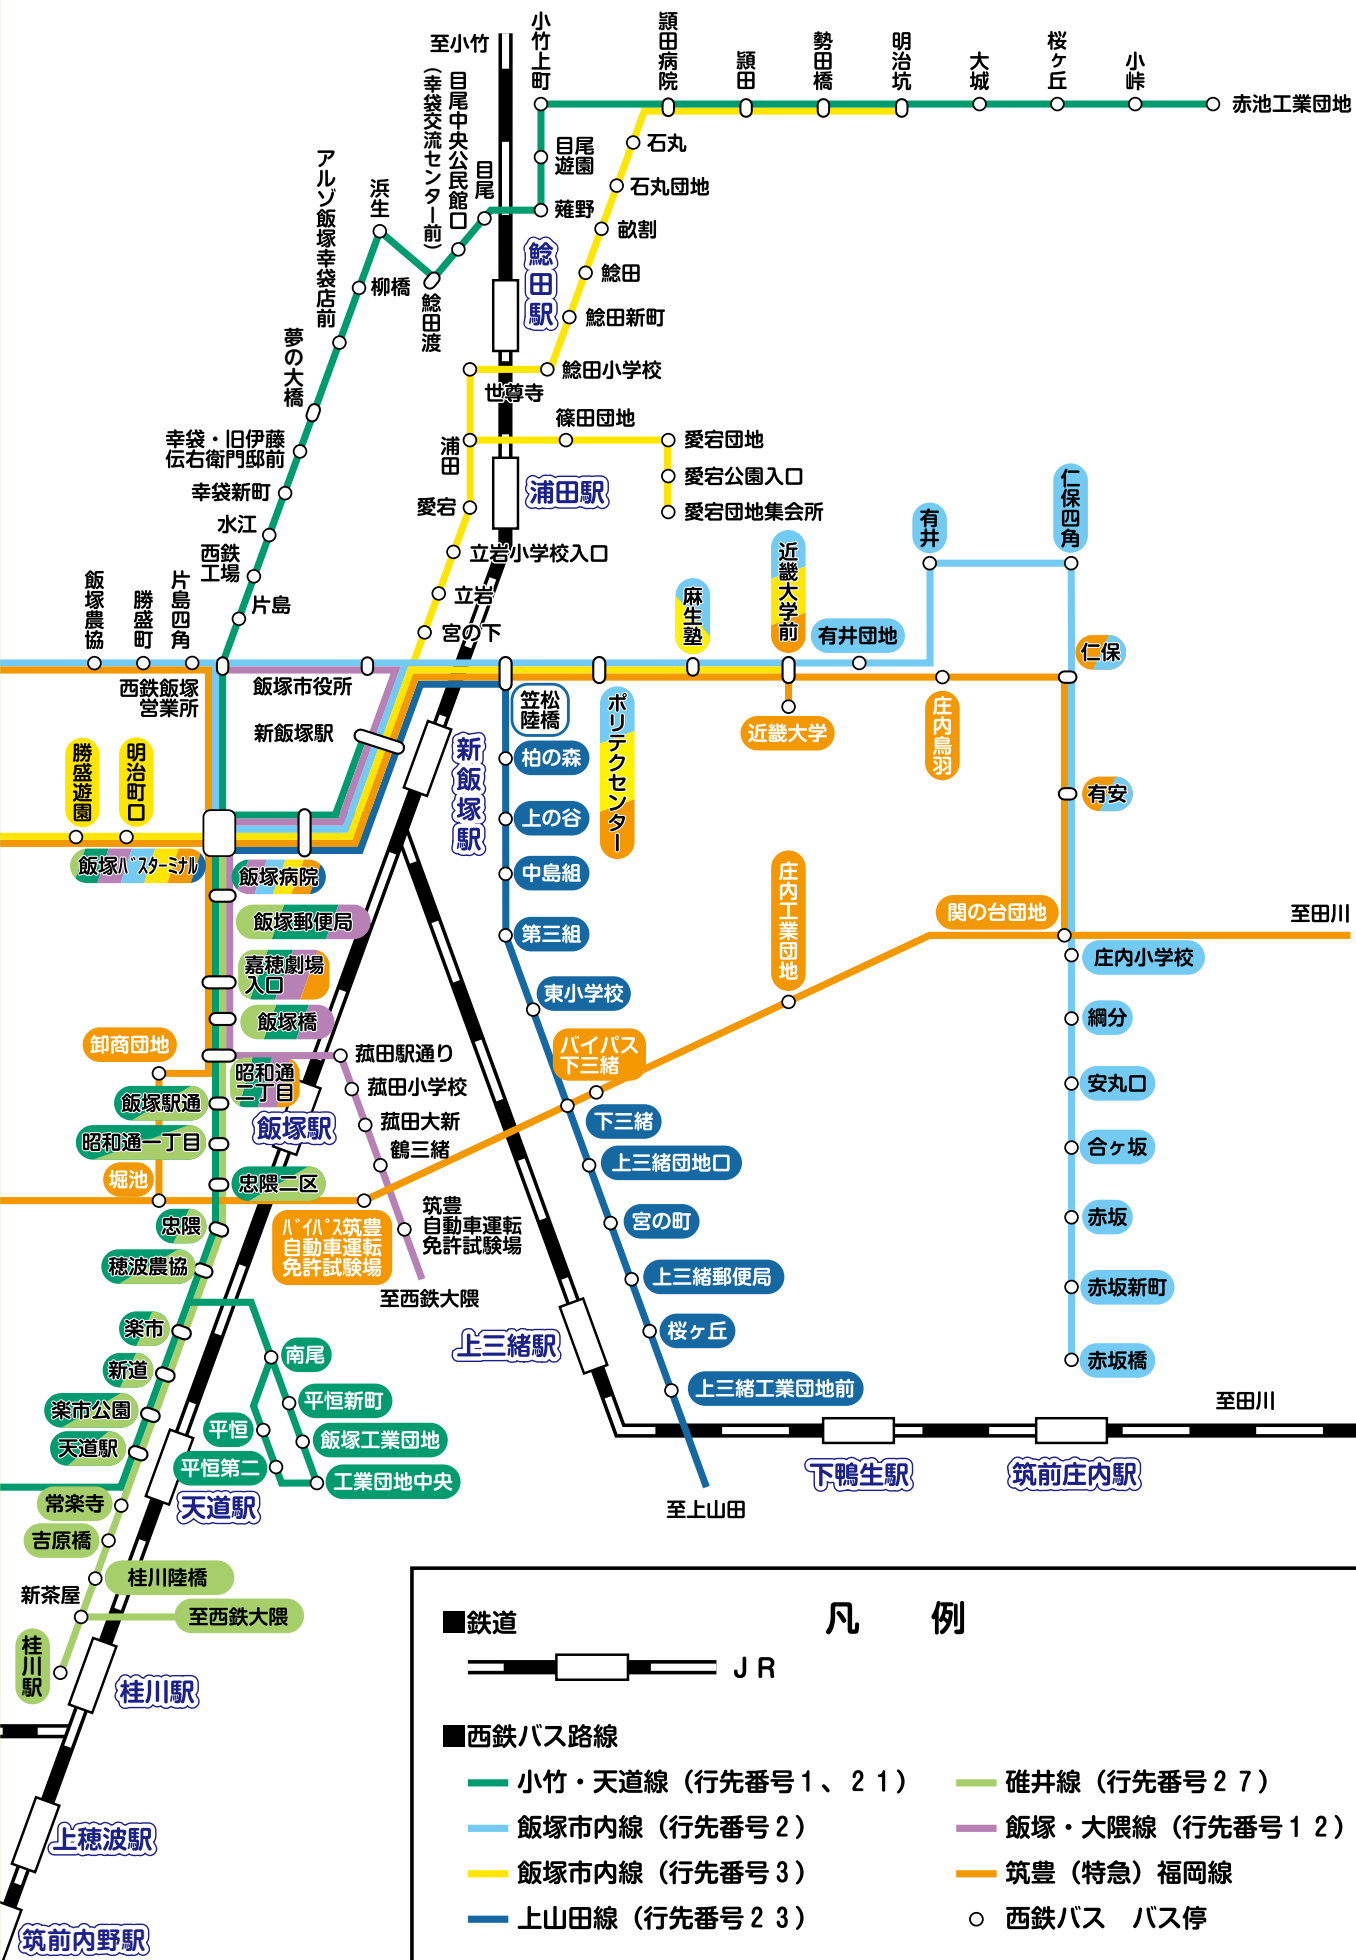 至小竹
小竹上町
頴田病院
頴田
勢田橋
明治坑
大城
桜ヶ丘
小峠
赤池工業団地
目尾
遊園
薙野
目尾
目尾中央公民館口
(幸袋交流センター前)
浜生
アルゾ飯塚幸袋店前
柳橋
鯰田渡
夢の大橋
幸袋・旧伊藤
伝右衛門邸前
幸袋新町
水江
西鉄
工場
片島
石丸
石丸団地
畝割
鯰田
鯰田新町
鯰田小学校
世尊寺
鯰田駅
浦田
篠田団地
愛宕団地
愛宕公園入口
愛宕団地集会所
浦田駅
愛宕
立岩小学校入口
立岩
宮の下
飯塚農協
勝盛町
片島四角
西鉄飯塚
営業所
飯塚市役所
新飯塚駅
新飯塚駅
笠松
陸橋
ポリテクセンター
麻生塾
近畿大学前
近畿大学
有井団地
有井
仁保四角
仁保
庄内鳥羽
有安
勝盛遊園
明治町口
飯塚バスターミナル
飯塚病院
飯塚郵便局
嘉穂劇場
入口
飯塚橋
昭和通
二丁目
卸商団地
飯塚駅通
昭和通一丁目
堀池
忠隈二区
忠隈
穂波農協
楽市
新道
楽市公園
天道駅
常楽寺
吉原橋
桂川陸橋
新茶屋
至西鉄大隈
桂川駅
飯塚駅
菰田駅通り
菰田小学校
菰田大新
鶴三緒
筑豊
自動車運転
免許試験場
至西鉄大隈
バイパス筑豊
自動車運転
免許試験場
柏の森
上の谷
中島組
第三組
東小学校
バイパス
下三緒
下三緒
上三緒団地口
宮の町
上三緒郵便局
桜ヶ丘
上三緒工業団地前
至上山田
庄内工業団地
関の台団地
至田川
庄内小学校
綱分
安丸口
合ヶ坂
赤坂
赤坂新町
赤坂橋
至田川
上三緒駅
下鴨生駅
筑前庄内駅
南尾
平恒新町
飯塚工業団地
工業団地中央
平恒
平恒第二
天道駅
桂川駅
上穂波駅
筑前内野駅
凡 例
■鉄道
JR
■西鉄バス路線
小竹・天道線（行先番号1、21）
飯塚市内線（行先番号2）
飯塚市内線（行先番号3）
上山田線（行先番号23）
碓井線（行先番号27）
飯塚・大隈線（行先番号12）
筑豊（特急）福岡線
西鉄バス バス停